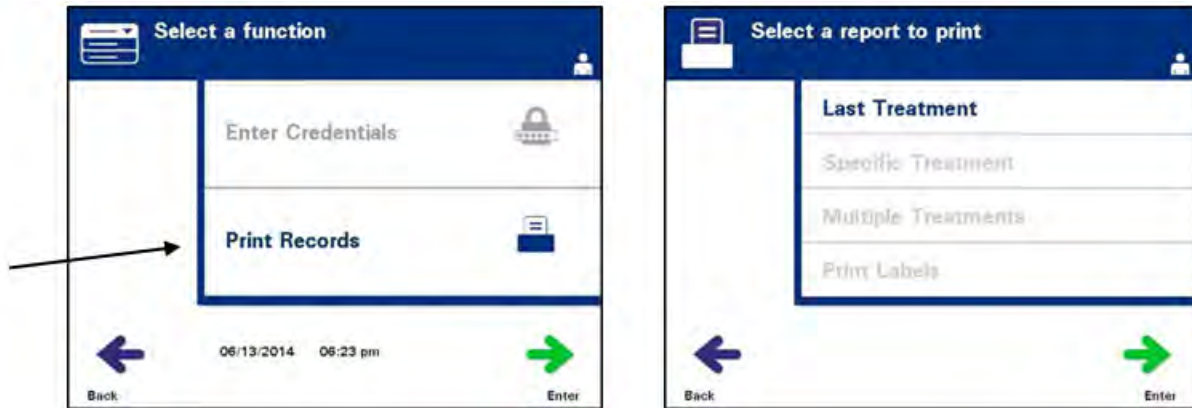 Select a function
Enter Credentials
Print Records
06/13/2014 06:23 pm
Back
Enter
Select a report to print
Last Treatment
Specific Treatment
Multiple Treatments
Print Labels
Back
Enter